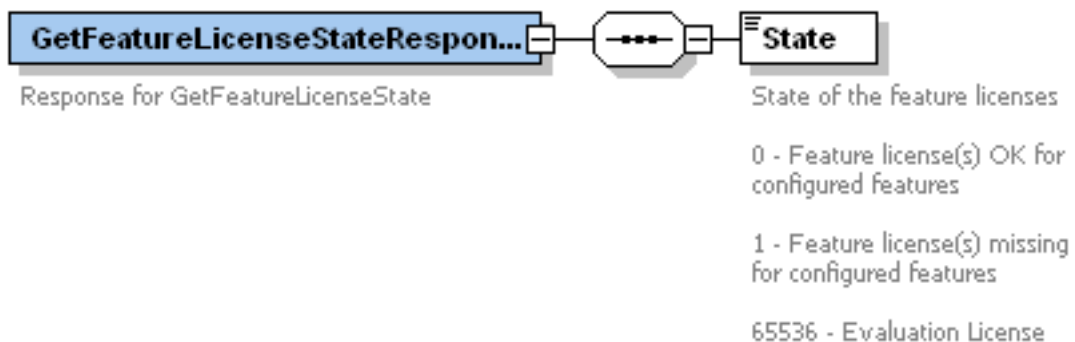 GetFeatureLicenseStateRespon...
State
Response for GetFeatureLicenseState
State of the feature licenses
0 - Feature license(s) OK for
configured features
1 - Feature license(s) missing
for configured features
65536 - Evaluation License